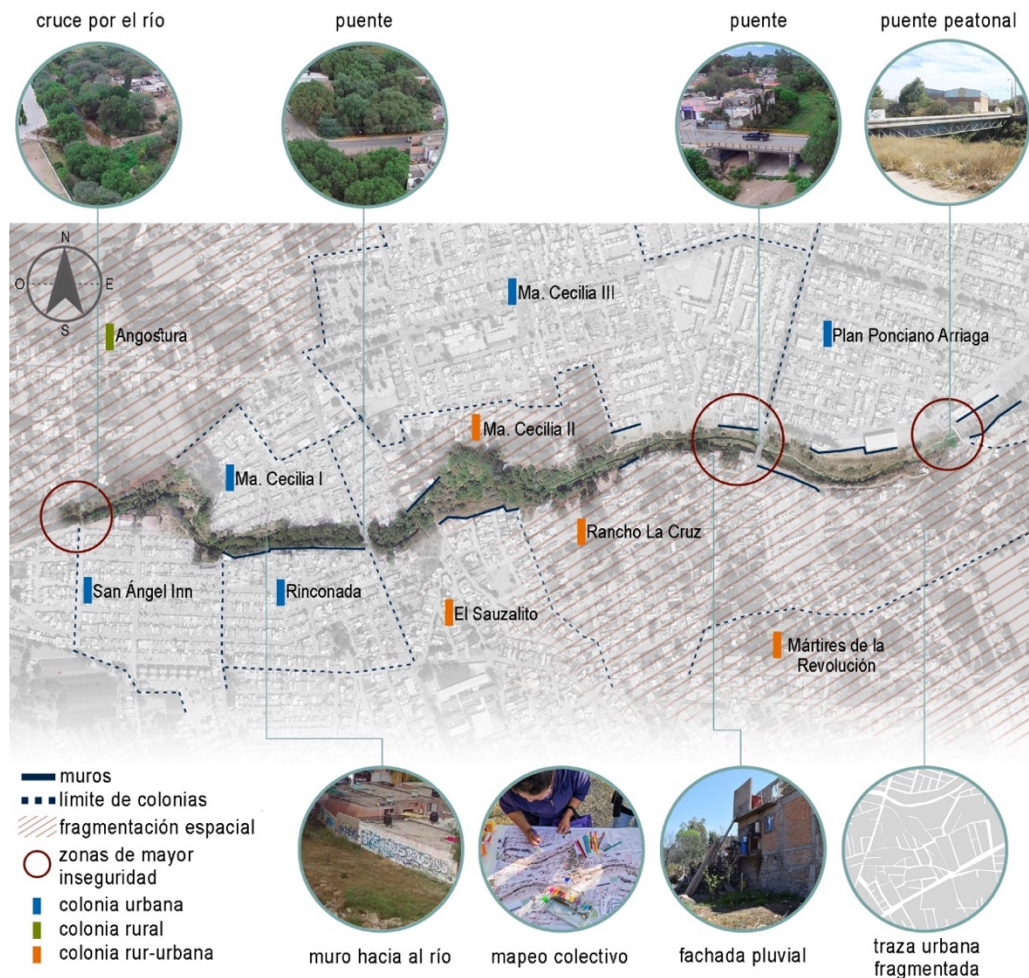 cruce por el río
puente
puente
puente peatonal
N
O
E
S
Ma. Cecilia III
Angostura
Plan Ponciano Arriaga
Ma. Cecilia II
Ma. Cecilia I
Rancho La Cruz
San Ángel Inn
Rinconada
El Sauzalito
Mártires de la
Revolución
muros
límite de colonias
fragmentación espacial
zonas de mayor
inseguridad
colonia urbana
colonia rural
colonia rur-urbana
muro hacia al río
mapeo colectivo
fachada pluvial
traza urbana
fragmentada